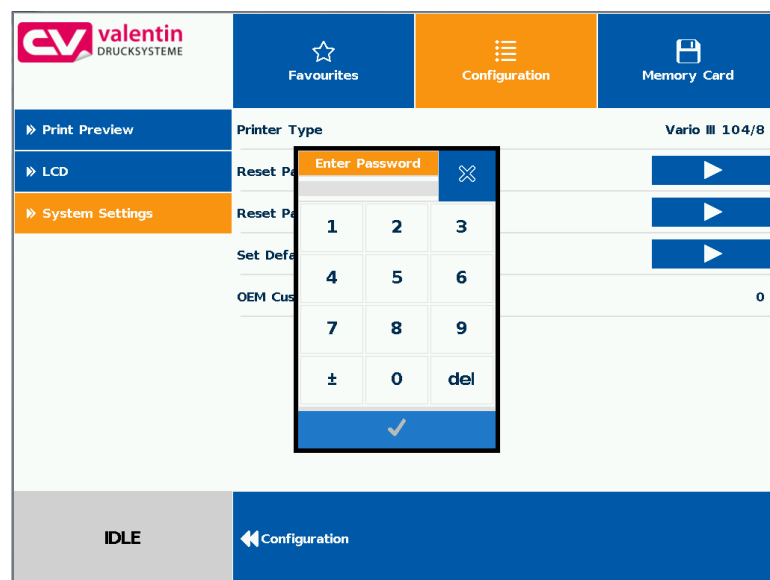 valentin
DRUCKSYSTEME
Favourites
Configuration
Memory Card
Print Preview
LCD
System Settings
Printer Type
Vario III 104/8
Reset Pa
Reset Pa
Set Defa
OEM Cus
0
Enter Password
1 2 3
4 5 6
7 8 9
± 0 del
IDLE
Configuration